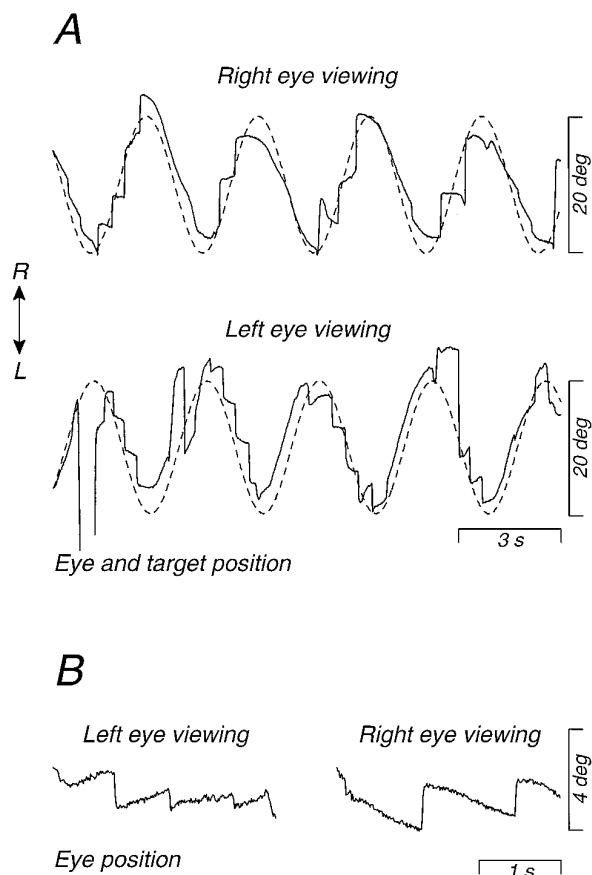 A
Right eye viewing
20 deg
R
L
Left eye viewing
20 deg
3 s
Eye and target position
B
Left eye viewing
Right eye viewing
4 deg
Eye position
1 s